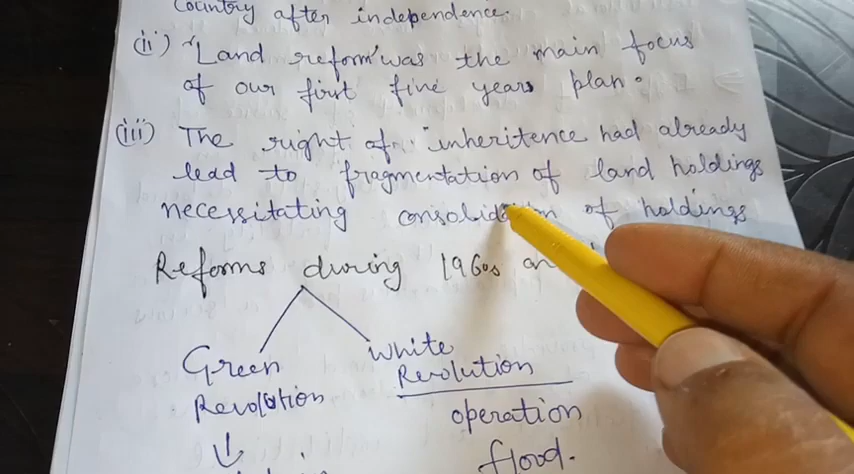 Country after independence.
(ii) "Land reform" was the main focus
of our first five years plan.
(iii) The right of "inheritence had already
lead to fragmentation of land holdings
necessitating consolidation of holdings
Reforms during 1960s
Green White
Revolution Revolution
operation
flood.